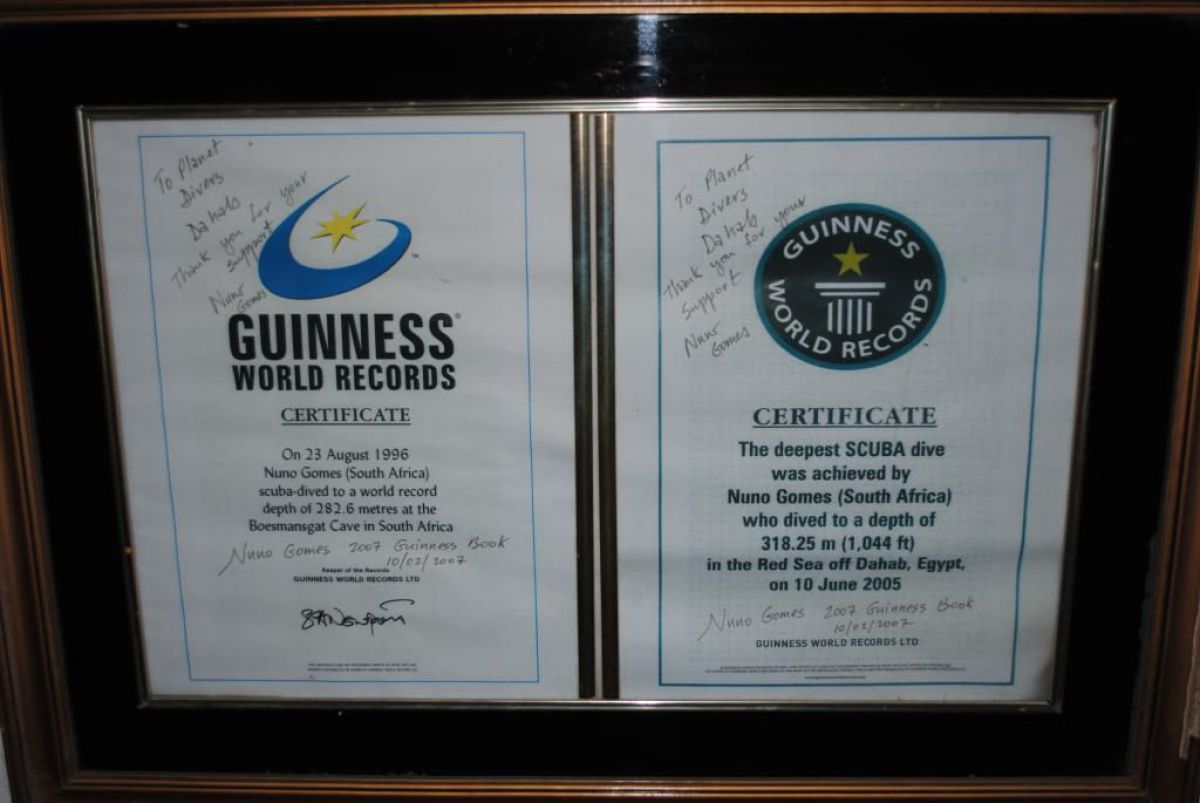 To Planet
Divers
Dahab
Thank you for your
support
Nuno
Gomes
™
GUINNESS®
WORLD RECORDS
CERTIFICATE
On 23 August 1996
Nuno Gomes (South Africa)
scuba-dived to a world record
depth of 282.6 metres at the
Boesmansgat Cave in South Africa
Nuno Gomes 2007 Guinness Book
10/02/2007
Keeper of the Records
GUINNESS WORLD RECORDS LTD
To Planet
Divers
Dahab
Thank you for your
support
Nuno
Gomes
GUINNESS
WORLD RECORDS
CERTIFICATE
The deepest SCUBA dive
was achieved by
Nuno Gomes (South Africa)
who dived to a depth of
318.25 m (1,044 ft)
in the Red Sea off Dahab, Egypt,
on 10 June 2005
Nuno Gomes 2007 Guinness Book
10/02/2007
GUINNESS WORLD RECORDS LTD